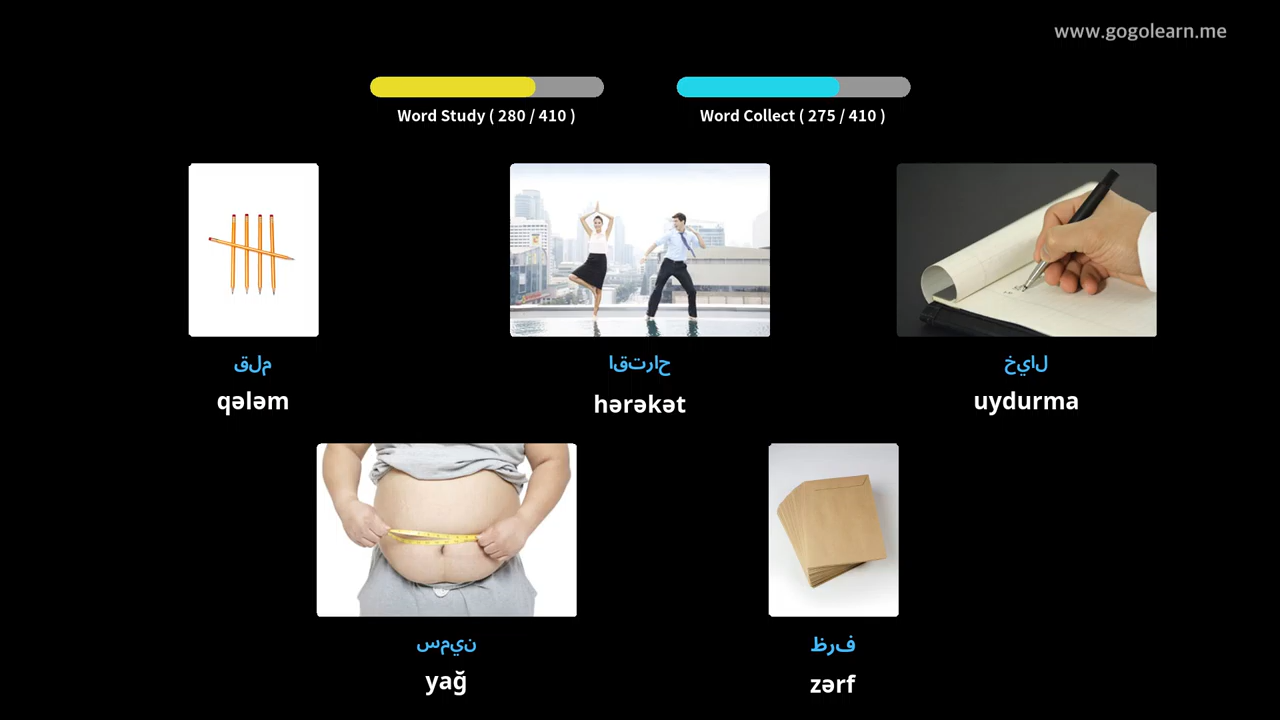 www.gogolearn.me
Word Study ( 280 / 410 )
Word Collect ( 275 / 410 )
قلم
اقتراح
خيال
qələm
hərəkət
uydurma
سمين
ظرف
yağ
zərf